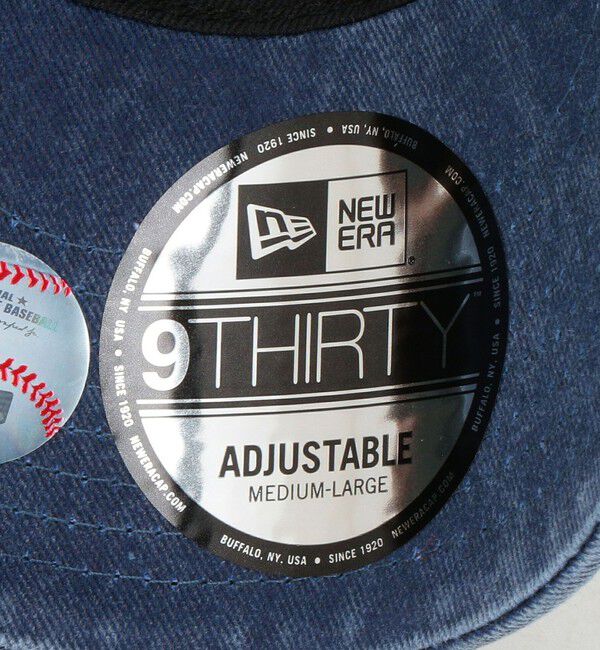 NEW
ERA
9THIRTY™
ADJUSTABLE
MEDIUM-LARGE
BUFFALO, NY, USA • SINCE 1920 NEWERACAP.COM
BUFFALO, NY, USA • SINCE 1920 NEWERACAP.COM
BUFFALO, NY, USA • SINCE 1920 NEWERACAP.COM
BUFFALO NY USA • SINCE 1920 NEWERACAP.COM
BASEBALL